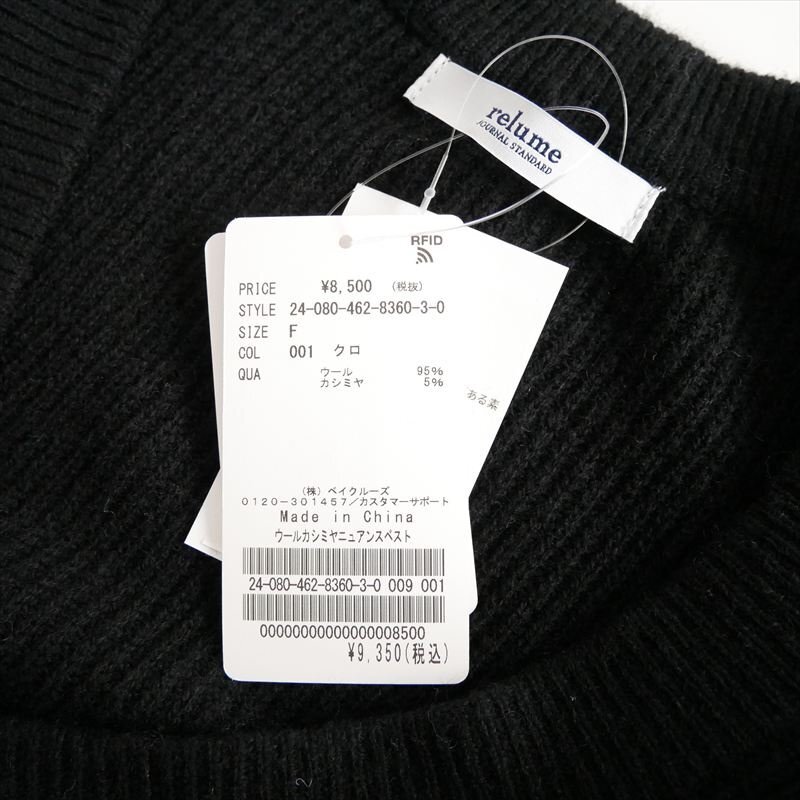 relume
JOURNAL STANDARD
RFID
PRICE ¥8,500 (税抜)
STYLE 24-080-462-8360-3-0
SIZE F
COL 001 クロ
QUA ウール 95%
カシミヤ 5%
ある素
(株) ベイクルーズ
0120-301457/カスタマーサポート
Made in China
ウールカシミヤニュアンスベスト
24-080-462-8360-3-0 009 001
00000000000000008500
¥9,350(税込)